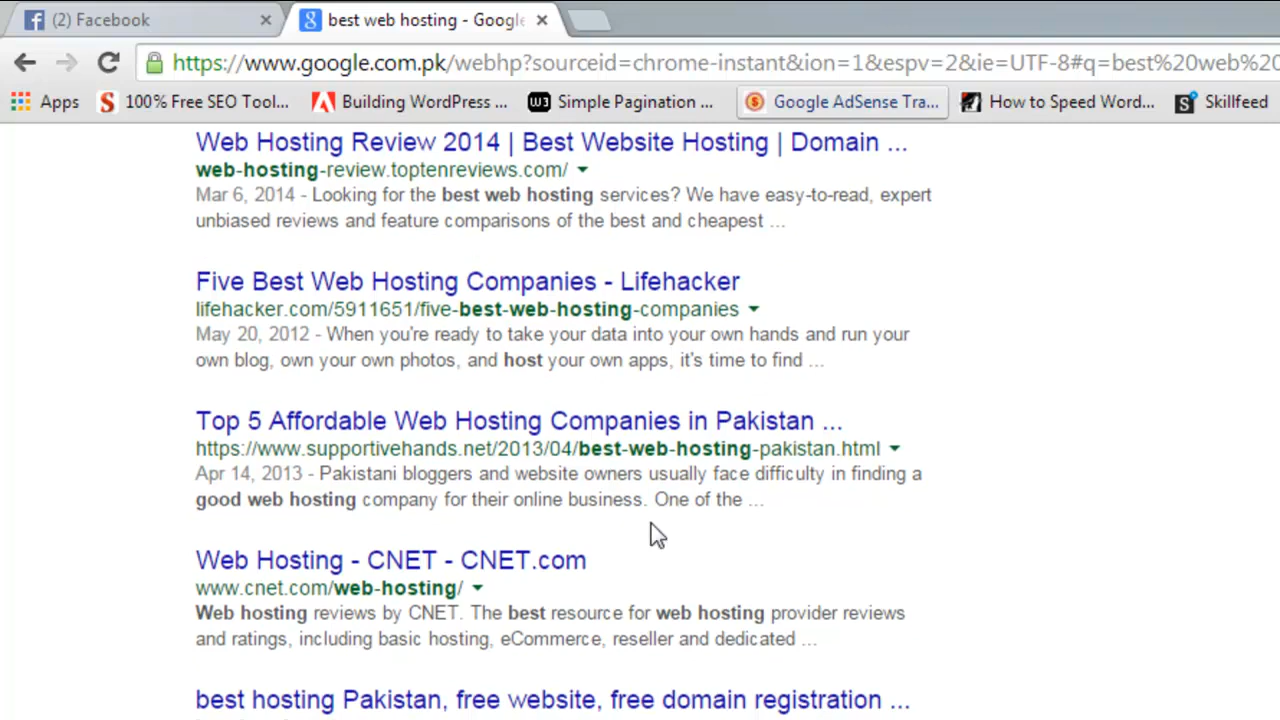 (2) Facebook
best web hosting - Google
https://www.google.com.pk/webhp?sourceid=chrome-instant&ion=1&espv=2&ie=UTF-8#q=best%20web%20
Apps 100% Free SEO Tool... Building WordPress ... Simple Pagination ... Google AdSense Tra... How to Speed Word... Skillfeed
Web Hosting Review 2014 | Best Website Hosting | Domain ...
web-hosting-review.toptenreviews.com/
Mar 6, 2014 - Looking for the best web hosting services? We have easy-to-read, expert
unbiased reviews and feature comparisons of the best and cheapest ...
Five Best Web Hosting Companies - Lifehacker
lifehacker.com/5911651/five-best-web-hosting-companies
May 20, 2012 - When you're ready to take your data into your own hands and run your
own blog, own your own photos, and host your own apps, it's time to find ...
Top 5 Affordable Web Hosting Companies in Pakistan ...
https://www.supportivehands.net/2013/04/best-web-hosting-pakistan.html
Apr 14, 2013 - Pakistani bloggers and website owners usually face difficulty in finding a
good web hosting company for their online business. One of the ...
Web Hosting - CNET - CNET.com
www.cnet.com/web-hosting/
Web hosting reviews by CNET. The best resource for web hosting provider reviews
and ratings, including basic hosting, eCommerce, reseller and dedicated ...
best hosting Pakistan, free website, free domain registration ...